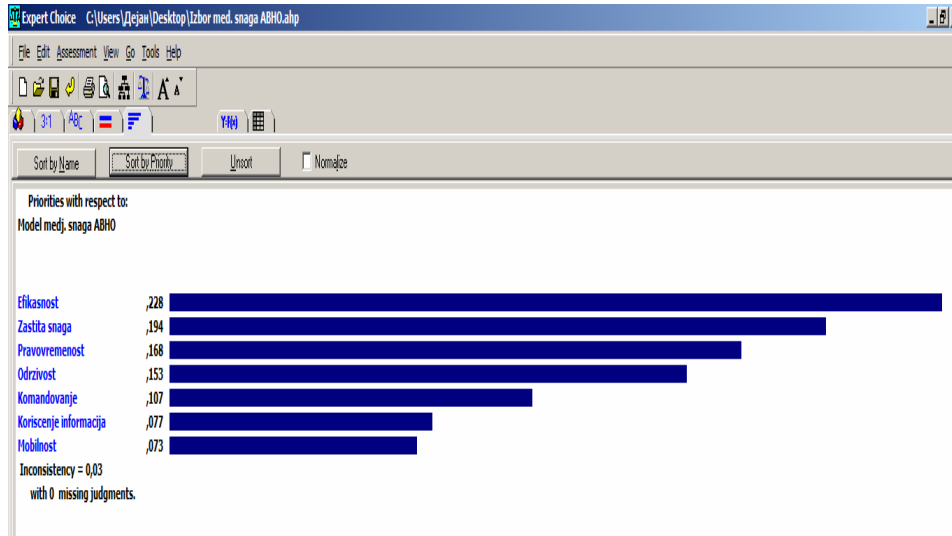 Expert Choice C:\Users\Дејан\Desktop\Izbor med. snaga ABHO.ahp
File Edit Assessment View Go Tools Help
A A
3:1 ABC Y=f(x)
Sort by Name Sort by Priority Unsort Normalize
Priorities with respect to:
Model medj. snaga ABHO
Efikasnost ,228
Zastita snaga ,194
Pravovremenost ,168
Odrzivost ,153
Komandovanje ,107
Koriscenje informacija ,077
Mobilnost ,073
Inconsistency = 0,03
with 0 missing judgments.